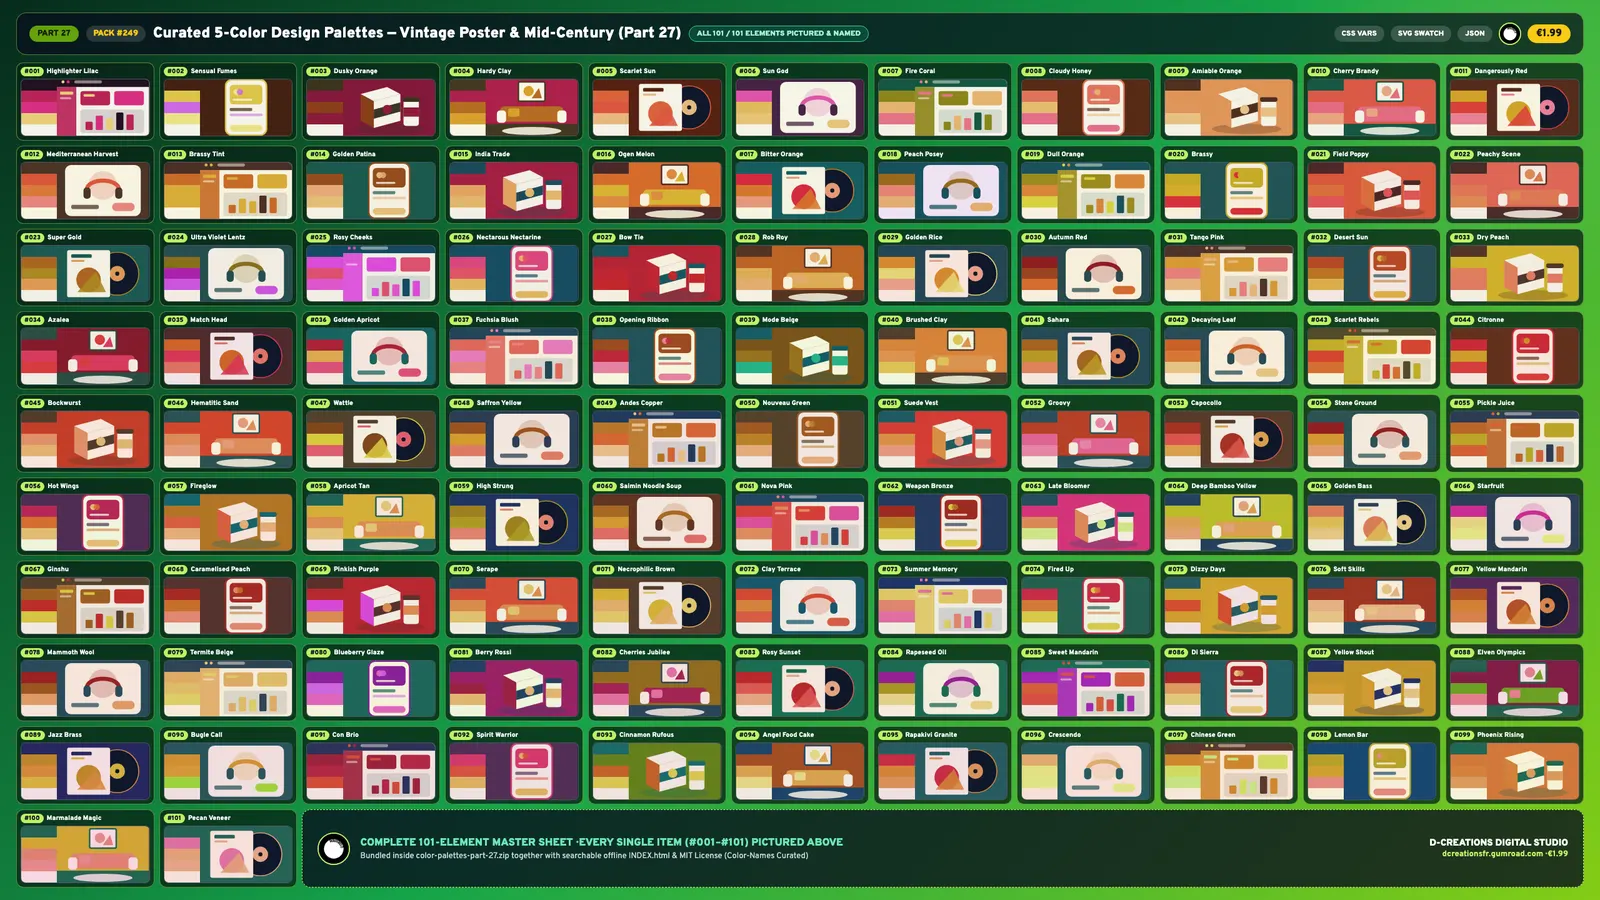 PART 27 PACK #249 Curated 5-Color Design Palettes – Vintage Poster & Mid-Century (Part 27) ALL 101 / 101 ELEMENTS PICTURED & NAMED CSS VARS SVG SWATCH JSON €1.99
#001 Highlighter Lilac #002 Sensual Fumes #003 Dusky Orange #004 Hardy Clay #005 Scarlet Sun #006 Sun God #007 Fire Coral #008 Cloudy Honey #009 Amiable Orange #010 Cherry Brandy #011 Dangerously Red
#012 Mediterranean Harvest #013 Brassy Tint #014 Golden Patina #015 India Trade #016 Ogen Melon #017 Bitter Orange #018 Peach Posey #019 Dull Orange #020 Brassy #021 Field Poppy #022 Peachy Scene
#023 Super Gold #024 Ultra Violet Lentz #025 Rosy Cheeks #026 Nectarous Nectarine #027 Bow Tie #028 Rob Roy #029 Golden Rice #030 Autumn Red #031 Tango Pink #032 Desert Sun #033 Dry Peach
#034 Azalea #035 Match Head #036 Golden Apricot #037 Fuchsia Blush #038 Opening Ribbon #039 Mode Beige #040 Brushed Clay #041 Sahara #042 Decaying Leaf #043 Scarlet Rebels #044 Citronne
#045 Bockwurst #046 Hematitic Sand #047 Wattle #048 Saffron Yellow #049 Andes Copper #050 Nouveau Green #051 Suede Vest #052 Groovy #053 Capocollo #054 Stone Ground #055 Pickle Juice
#056 Hot Wings #057 Fireglow #058 Apricot Tan #059 High Strung #060 Saimin Noodle Soup #061 Nova Pink #062 Weapon Bronze #063 Late Bloomer #064 Deep Bamboo Yellow #065 Golden Bass #066 Starfruit
#067 Ginshu #068 Caramelised Peach #069 Pinkish Purple #070 Serape #071 Necrophilic Brown #072 Clay Terrace #073 Summer Memory #074 Fired Up #075 Dizzy Days #076 Soft Skills #077 Yellow Mandarin
#078 Mammoth Wool #079 Termite Beige #080 Blueberry Glaze #081 Berry Rossi #082 Cherries Jubilee #083 Rosy Sunset #084 Rapeseed Oil #085 Sweet Mandarin #086 Di Sierra #087 Yellow Shout #088 Elven Olympics
#089 Jazz Brass #090 Bugle Call #091 Con Brio #092 Spirit Warrior #093 Cinnamon Rufous #094 Angel Food Cake #095 Rapakivi Granite #096 Crescendo #097 Chinese Green #098 Lemon Bar #099 Phoenix Rising
#100 Marmalade Magic #101 Pecan Veneer
COMPLETE 101-ELEMENT MASTER SHEET · EVERY SINGLE ITEM (#001–#101) PICTURED ABOVE
Bundled inside color-palettes-part-27.zip together with searchable offline INDEX.html & MIT License (Color-Names Curated)
D-CREATIONS DIGITAL STUDIO
dcreationsfr.gumroad.com · €1.99